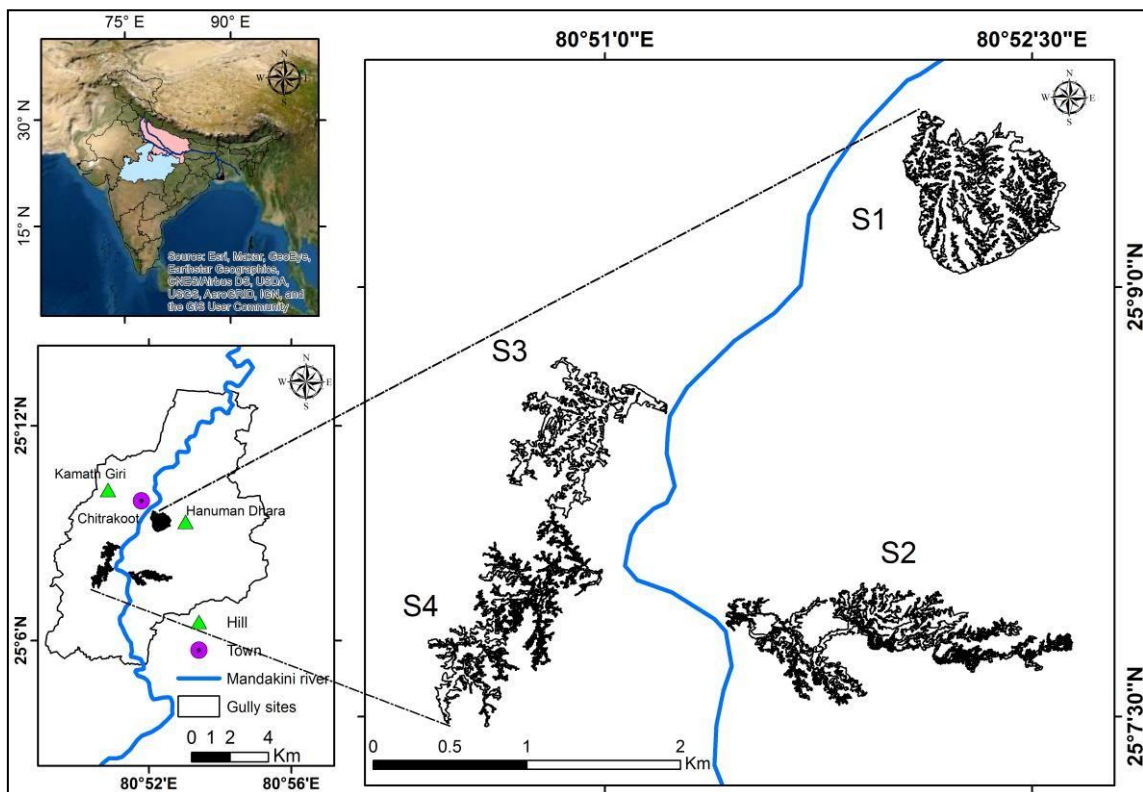 75° E
90° E
30° N
15° N
N
W
E
S
Source: Esri, Maxar, GeoEye,
Earthstar Geographics,
CNES/Airbus DS, USDA,
USGS, AeroGRID, IGN, and
the GIS User Community
25°12'N
25°6'N
N
W
E
S
Kamath Giri
Chitrakoot
Hanuman Dhara
Hill
Town
Mandakini river
Gully sites
0 1 2 4
Km
80°52'E
80°56'E
80°51'0"E
80°52'30"E
N
W
E
S
S1
S3
S2
S4
25°9'0"N
25°7'30"N
0 0.5 1 2
Km